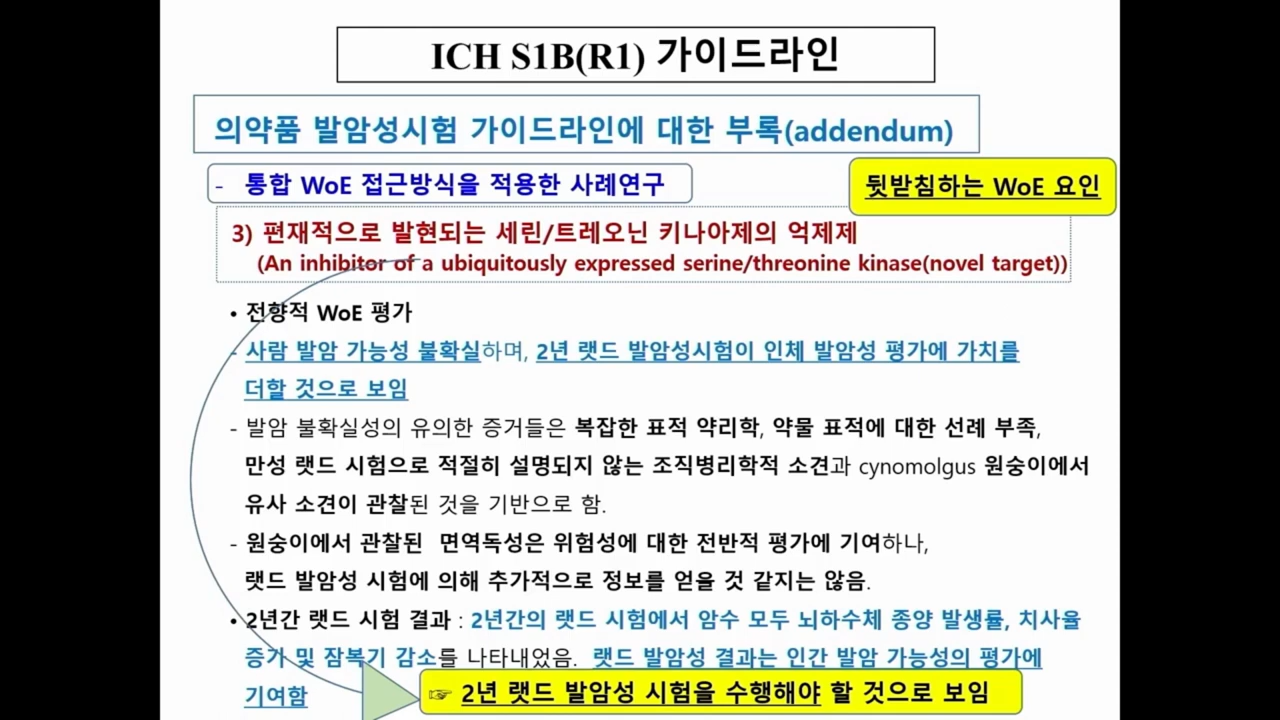 ICH S1B(R1) 가이드라인
의약품 발암성시험 가이드라인에 대한 부록(addendum)
- 통합 WoE 접근방식을 적용한 사례연구
뒷받침하는 WoE 요인
3) 편재적으로 발현되는 세린/트레오닌 키나아제의 억제제
(An inhibitor of a ubiquitously expressed serine/threonine kinase(novel target))
• 전향적 WoE 평가
- 사람 발암 가능성 불확실하며, 2년 랫드 발암성시험이 인체 발암성 평가에 가치를
더할 것으로 보임
- 발암 불확실성의 유의한 증거들은 복잡한 표적 약리학, 약물 표적에 대한 선례 부족,
만성 랫드 시험으로 적절히 설명되지 않는 조직병리학적 소견과 cynomolgus 원숭이에서
유사 소견이 관찰된 것을 기반으로 함.
- 원숭이에서 관찰된 면역독성은 위험성에 대한 전반적 평가에 기여하나,
랫드 발암성 시험에 의해 추가적으로 정보를 얻을 것 같지는 않음.
• 2년간 랫드 시험 결과 : 2년간의 랫드 시험에서 암수 모두 뇌하수체 종양 발생률, 치사율
증가 및 잠복기 감소를 나타내었음. 랫드 발암성 결과는 인간 발암 가능성의 평가에
기여함
☞ 2년 랫드 발암성 시험을 수행해야 할 것으로 보임